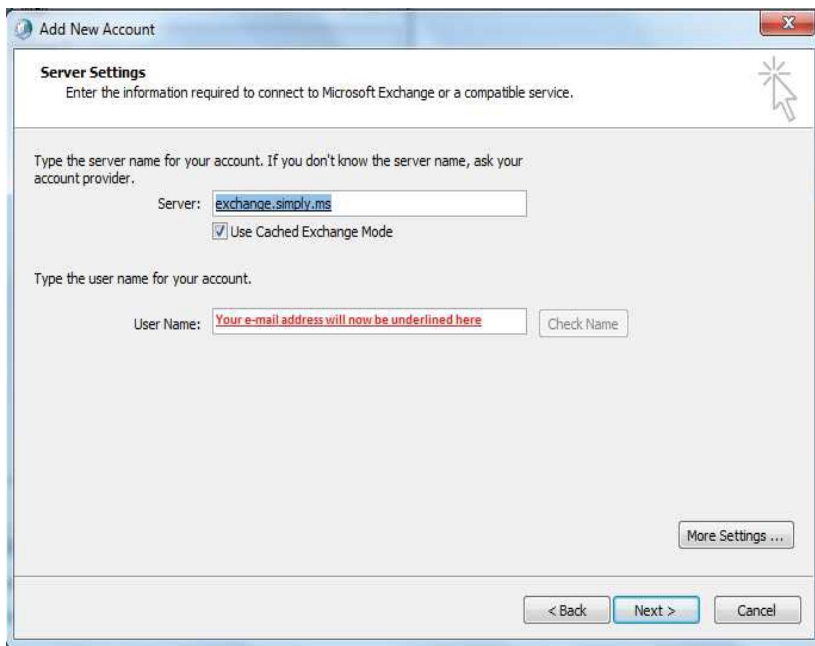 Add New Account
Server Settings
Enter the information required to connect to Microsoft Exchange or a compatible service.
Type the server name for your account. If you don't know the server name, ask your
account provider.
Server: exchange.simply.ms
Use Cached Exchange Mode
Type the user name for your account.
User Name: Your e-mail address will now be underlined here Check Name
More Settings ...
< Back Next > Cancel